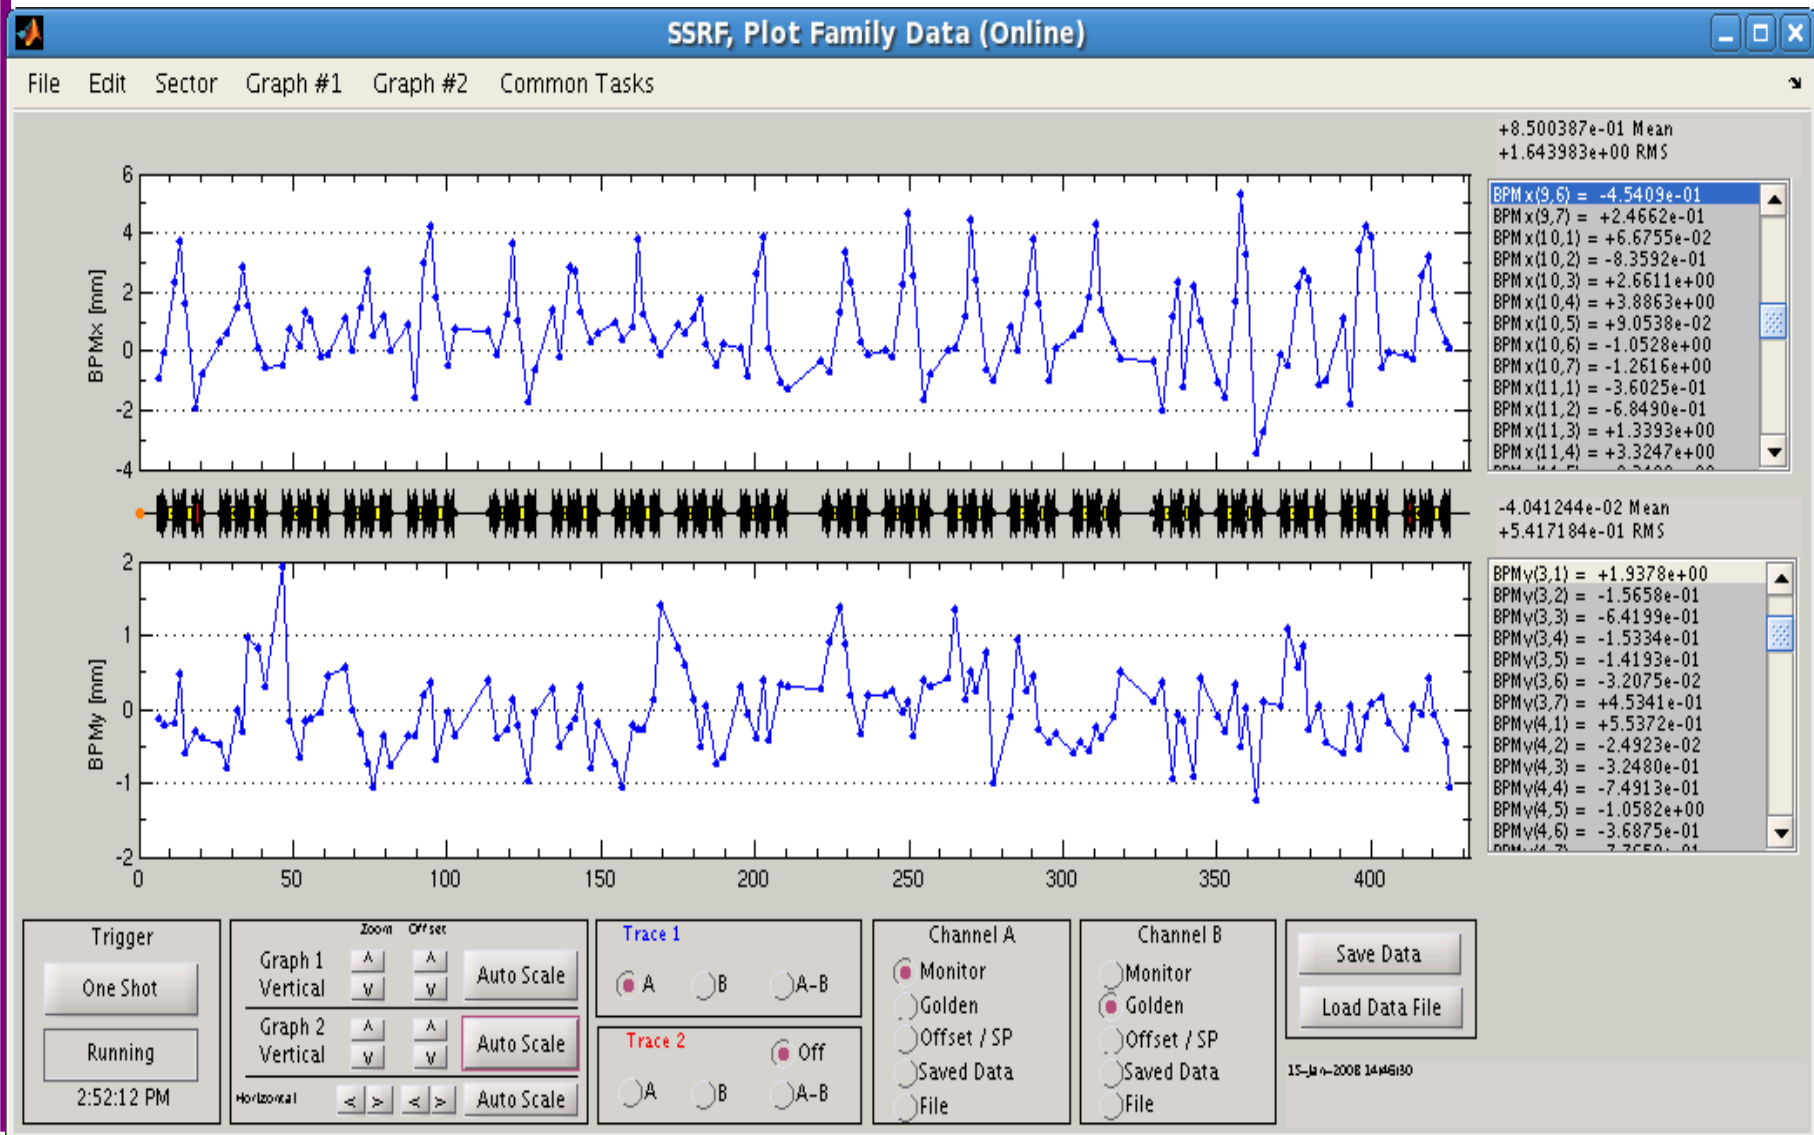 SSRF, Plot Family Data (Online)
File Edit Sector Graph #1 Graph #2 Common Tasks
+8.500387e-01 Mean
+1.643983e+00 RMS
6
4
2
0
-2
-4
BPMx [mm]
BPMx(9,6) = -4.5409e-01
BPMx(9,7) = +2.4662e-01
BPMx(10,1) = +6.6755e-02
BPMx(10,2) = -8.3592e-01
BPMx(10,3) = +2.6611e+00
BPMx(10,4) = +3.8863e+00
BPMx(10,5) = +9.0538e-02
BPMx(10,6) = -1.0528e+00
BPMx(10,7) = -1.2616e+00
BPMx(11,1) = -3.6025e-01
BPMx(11,2) = -6.8490e-01
BPMx(11,3) = +1.3393e+00
BPMx(11,4) = +3.3247e+00
-4.041244e-02 Mean
+5.417184e-01 RMS
2
1
0
-1
-2
BPMy [mm]
0 50 100 150 200 250 300 350 400
BPMy(3,1) = +1.9378e+00
BPMy(3,2) = -1.5658e-01
BPMy(3,3) = -6.4199e-01
BPMy(3,4) = -1.5334e-01
BPMy(3,5) = -1.4193e-01
BPMy(3,6) = -3.2075e-02
BPMy(3,7) = +4.5341e-01
BPMy(4,1) = +5.5372e-01
BPMy(4,2) = -2.4923e-02
BPMy(4,3) = -3.2480e-01
BPMy(4,4) = -7.4913e-01
BPMy(4,5) = -1.0582e+00
BPMy(4,6) = -3.6875e-01
Trigger
One Shot
Running
2:52:12 PM
Zoom Offset
Graph 1
Vertical
Auto Scale
Graph 2
Vertical
Auto Scale
Horizontal
< > < >
Auto Scale
Trace 1
A B A-B
Trace 2
Off
A B A-B
Channel A
Monitor
Golden
Offset / SP
Saved Data
File
Channel B
Monitor
Golden
Offset / SP
Saved Data
File
Save Data
Load Data File
15-Jan-2008 14:46:30